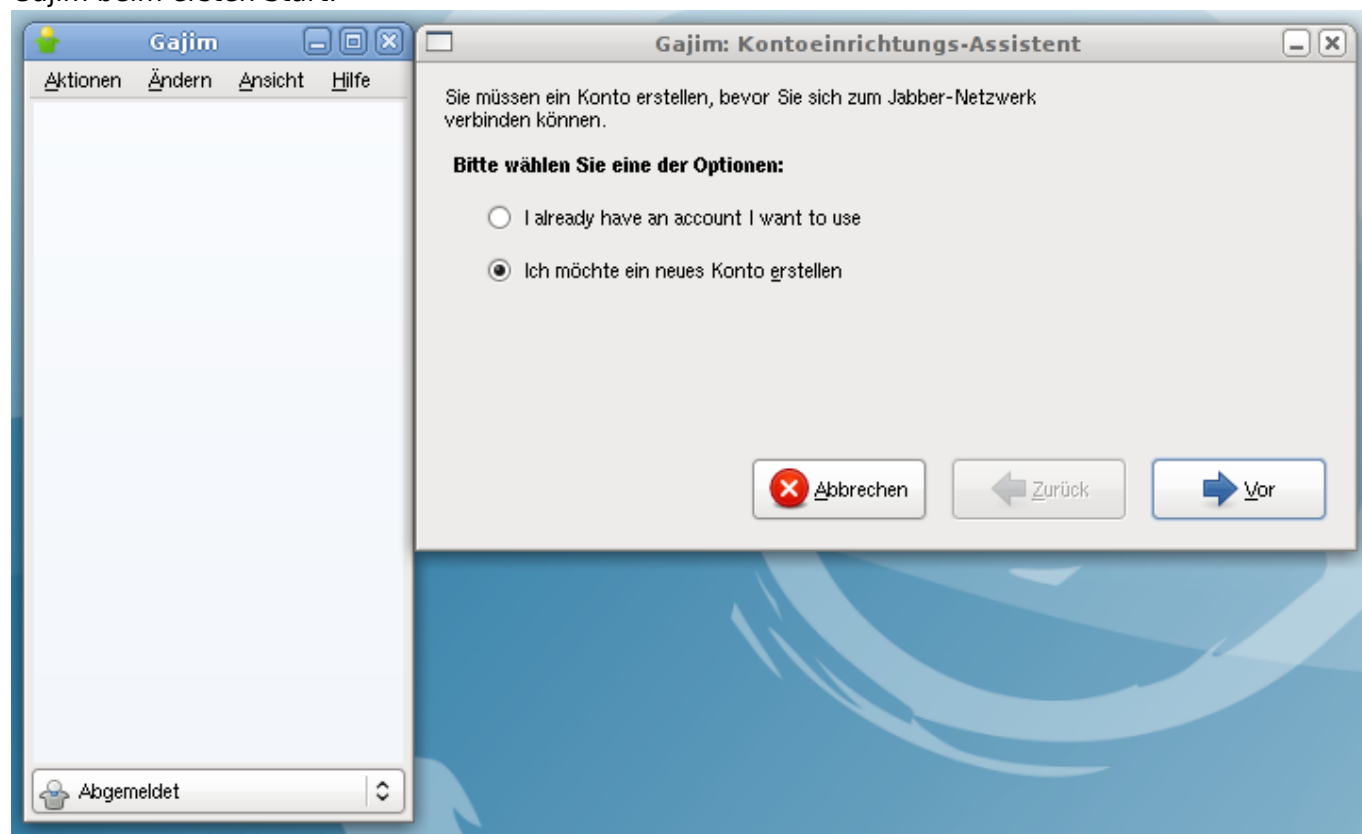 Gajim beim ersten Start:
Gajim
Aktionen Ändern Ansicht Hilfe
Abgemeldet
Gajim: Kontoeinrichtungs-Assistent
Sie müssen ein Konto erstellen, bevor Sie sich zum Jabber-Netzwerk
verbinden können.
Bitte wählen Sie eine der Optionen:
I already have an account I want to use
Ich möchte ein neues Konto erstellen
Abbrechen Zurück Vor